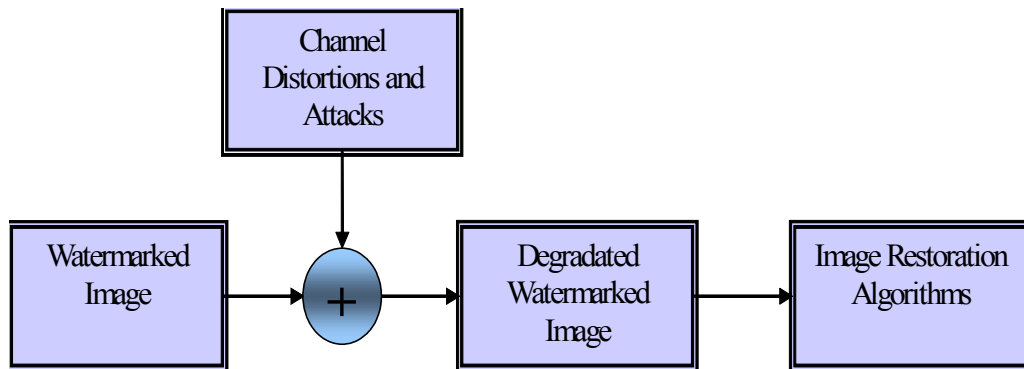 Channel
Distortions and
Attacks
Watermarked
Image
+
Degradated
Watermarked
Image
Image Restoration
Algorithms